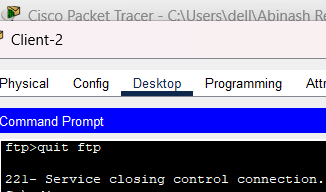 Cisco Packet Tracer - C:\Users\dell\Abinash Re
Client-2
Physical Config Desktop Programming Attr
Command Prompt
ftp>quit ftp
221- Service closing control connection.